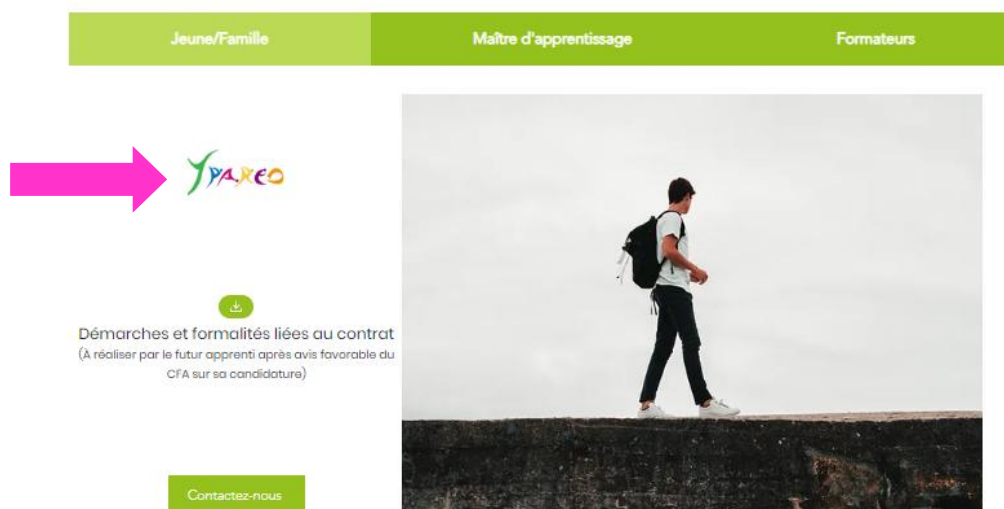 Jeune/Famille
Maître d'apprentissage
Formateurs
YPAREO
Démarches et formalités liées au contrat
(À réaliser par le futur apprenti après avis favorable du
CFA sur sa candidature)
Contactez-nous